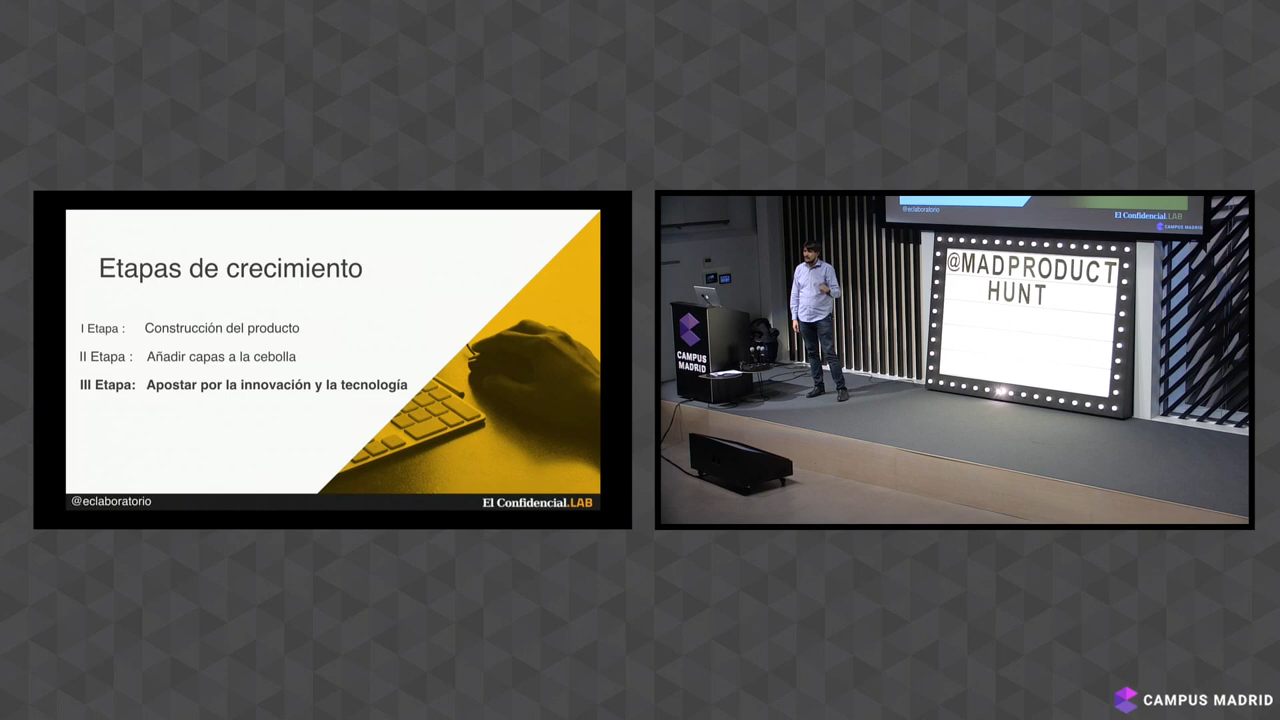 Etapas de crecimiento
I Etapa : Construcción del producto
II Etapa : Añadir capas a la cebolla
III Etapa: Apostar por la innovación y la tecnología
@eclaboratorio
El Confidencial.LAB
@eclaboratorio
El Confidencial.LAB
CAMPUS MADRID
@MADPRODUCT
HUNT
CAMPUS
MADRID
CAMPUS MADRID